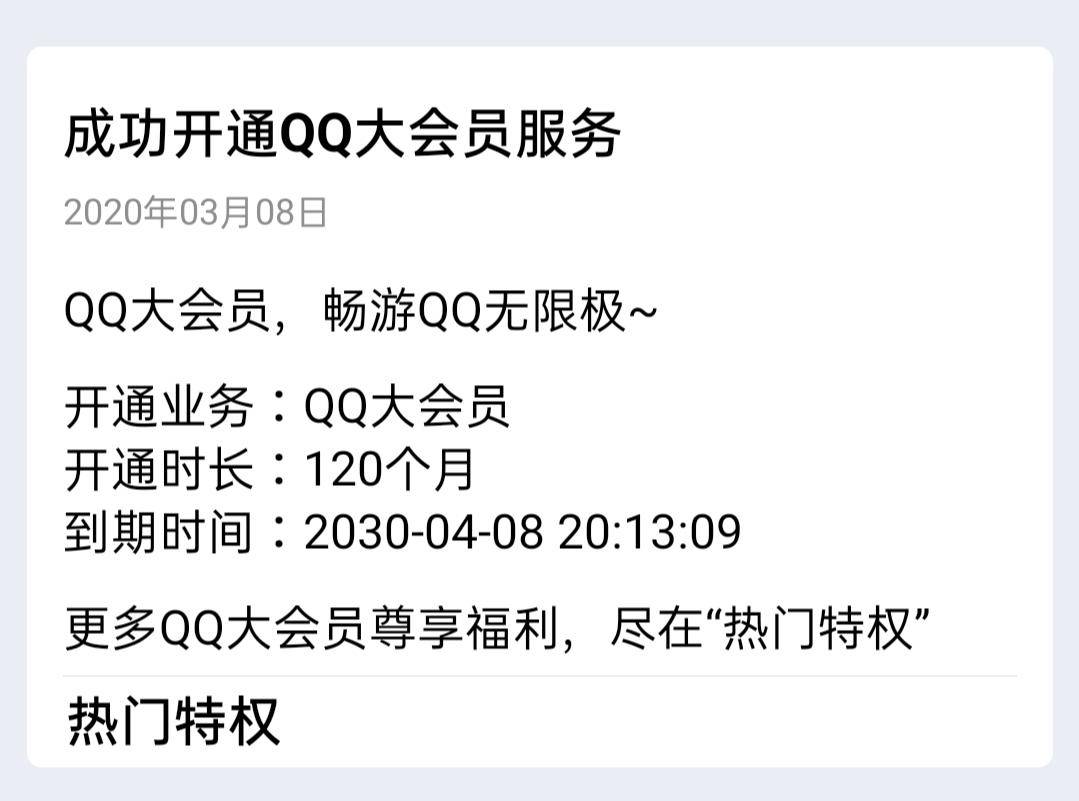 成功开通QQ大会员服务
2020年03月08日
QQ大会员，畅游QQ无限极~
开通业务：QQ大会员
开通时长：120个月
到期时间：2030-04-08 20:13:09
更多QQ大会员尊享福利，尽在“热门特权”
热门特权